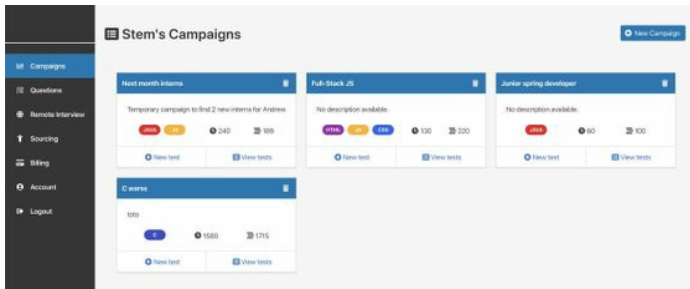 Stem's Campaigns
New Campaign
Campaigns
Questions
Remote Interview
Sourcing
Billing
Account
Logout
Next month interns
Temporary campaign to find 2 new interns for Andrew
JAVA JS 240 189
New test View tests
Full-Stack JS
No description available.
HTML JS CSS 130 220
New test View tests
Junior spring developer
No description available.
JAVA 60 100
New test View tests
C worse
toto
C 1580 1715
New test View tests